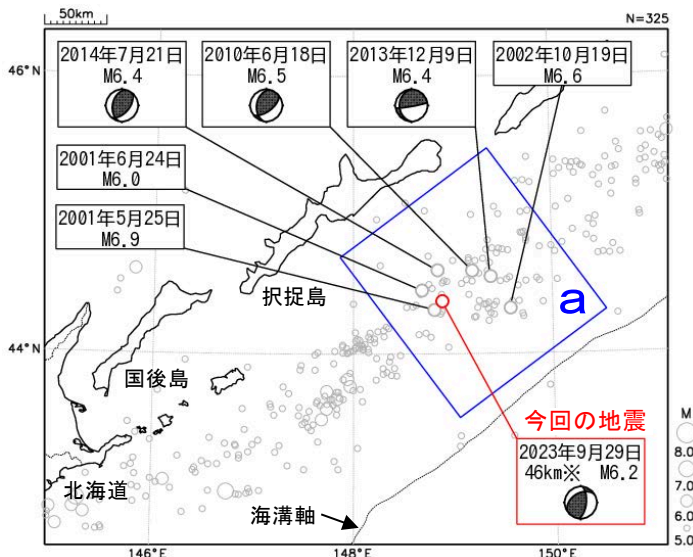 50km
N=325
46°N
2014年7月21日
M6.4
2010年6月18日
M6.5
2013年12月9日
M6.4
2002年10月19日
M6.6
2001年6月24日
M6.0
2001年5月25日
M6.9
択捉島
a
44°N
国後島
今回の地震
2023年9月29日
46km※ M6.2
北海道
海溝軸
M
8.0
7.0
6.0
5.0
146°E
148°E
150°E